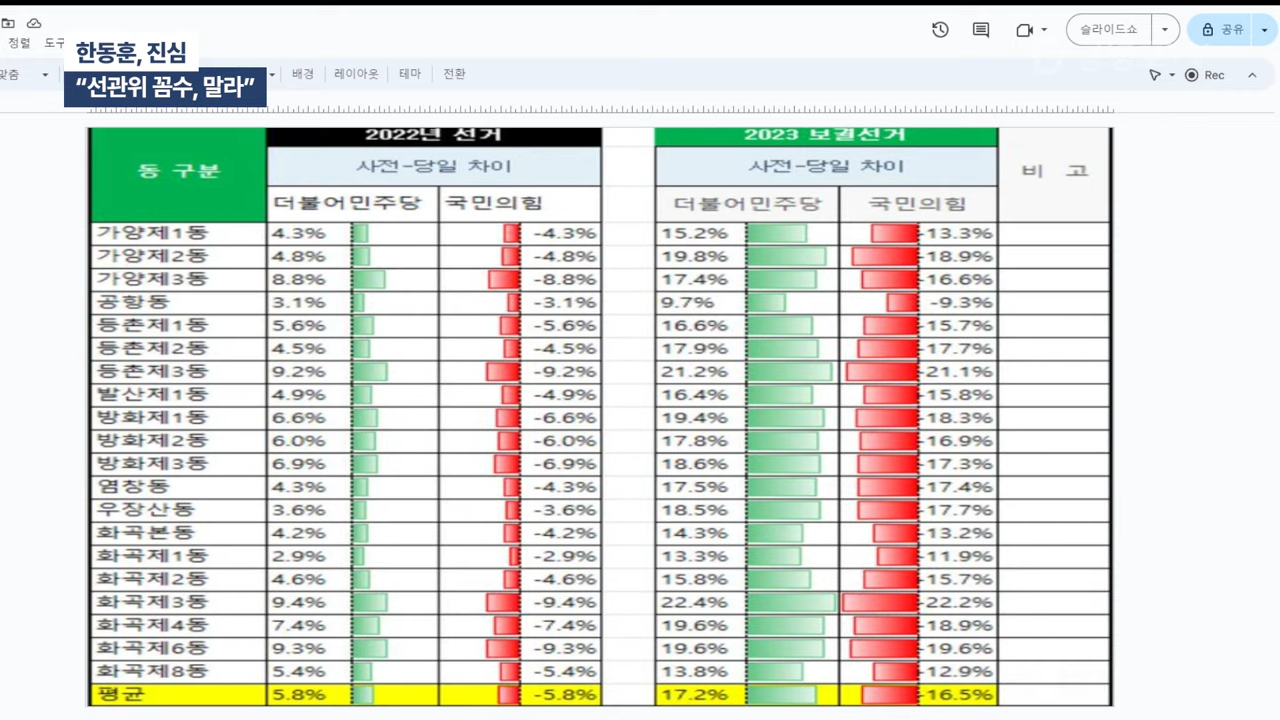 정렬 도구
슬라이드쇼
공유
한동훈, 진심
“선관위 꼼수, 말라”
맞춤
배경
레이아웃
테마
전환
Rec
동 구분 2022년 선거 2023 보궐선거 비 고
사전-당일 차이 사전-당일 차이
더불어민주당 국민의힘 더불어민주당 국민의힘
가양제1동 4.3% -4.3% 15.2% -13.3%
가양제2동 4.8% -4.8% 19.8% -18.9%
가양제3동 8.8% -8.8% 17.4% -16.6%
공항동 3.1% -3.1% 9.7% -9.3%
등촌제1동 5.6% -5.6% 16.6% -15.7%
등촌제2동 4.5% -4.5% 17.9% -17.7%
등촌제3동 9.2% -9.2% 21.2% -21.1%
발산제1동 4.9% -4.9% 16.4% -15.8%
방화제1동 6.6% -6.6% 19.4% -18.3%
방화제2동 6.0% -6.0% 17.8% -16.9%
방화제3동 6.9% -6.9% 18.6% -17.3%
염창동 4.3% -4.3% 17.5% -17.4%
우장산동 3.6% -3.6% 18.5% -17.7%
화곡본동 4.2% -4.2% 14.3% -13.2%
화곡제1동 2.9% -2.9% 13.3% -11.9%
화곡제2동 4.6% -4.6% 15.8% -15.7%
화곡제3동 9.4% -9.4% 22.4% -22.2%
화곡제4동 7.4% -7.4% 19.6% -18.9%
화곡제6동 9.3% -9.3% 19.6% -19.6%
화곡제8동 5.4% -5.4% 13.8% -12.9%
평균 5.8% -5.8% 17.2% -16.5%